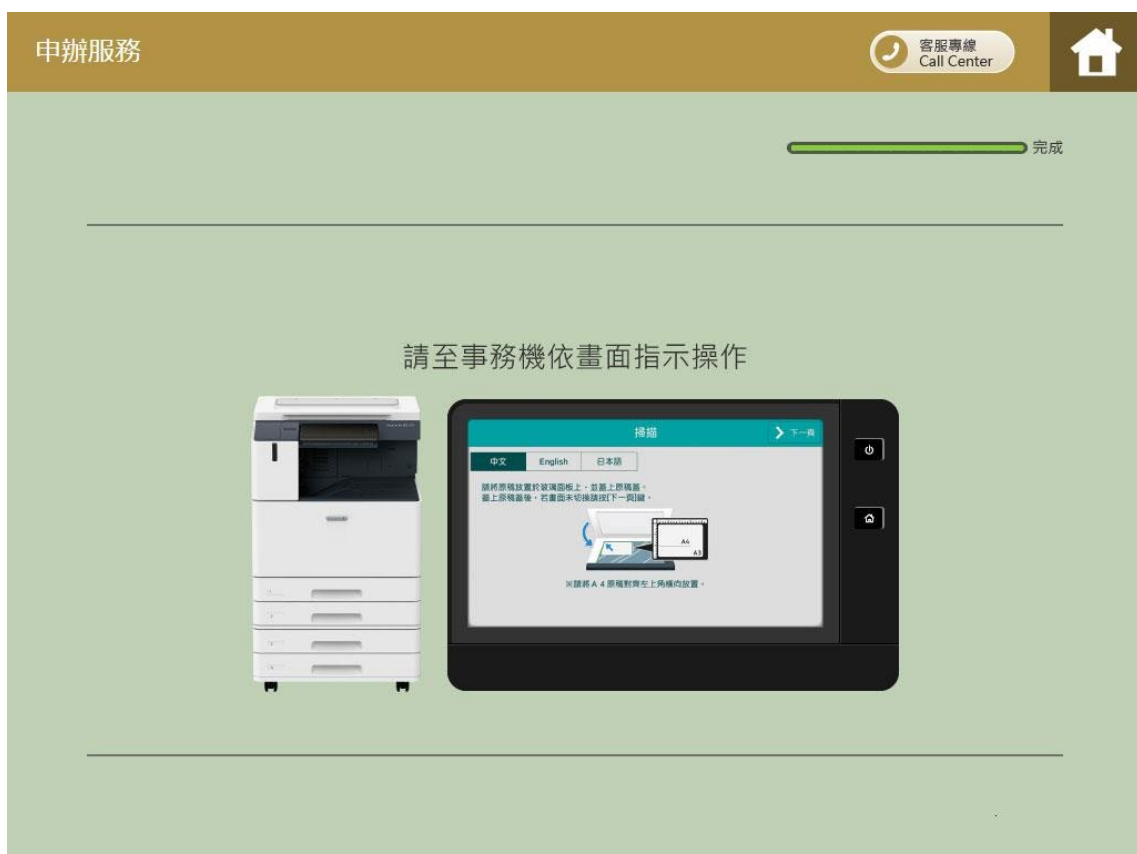 申辦服務
客服專線
Call Center
完成
請至事務機依畫面指示操作
掃描
下一頁
中文
English
日本語
請將原稿放置於玻璃面板上，並蓋上原稿蓋。
蓋上原稿蓋後，若畫面未切換請按[下一頁]鍵。
A4
A3
※請將A4原稿對齊左上角橫向放置。